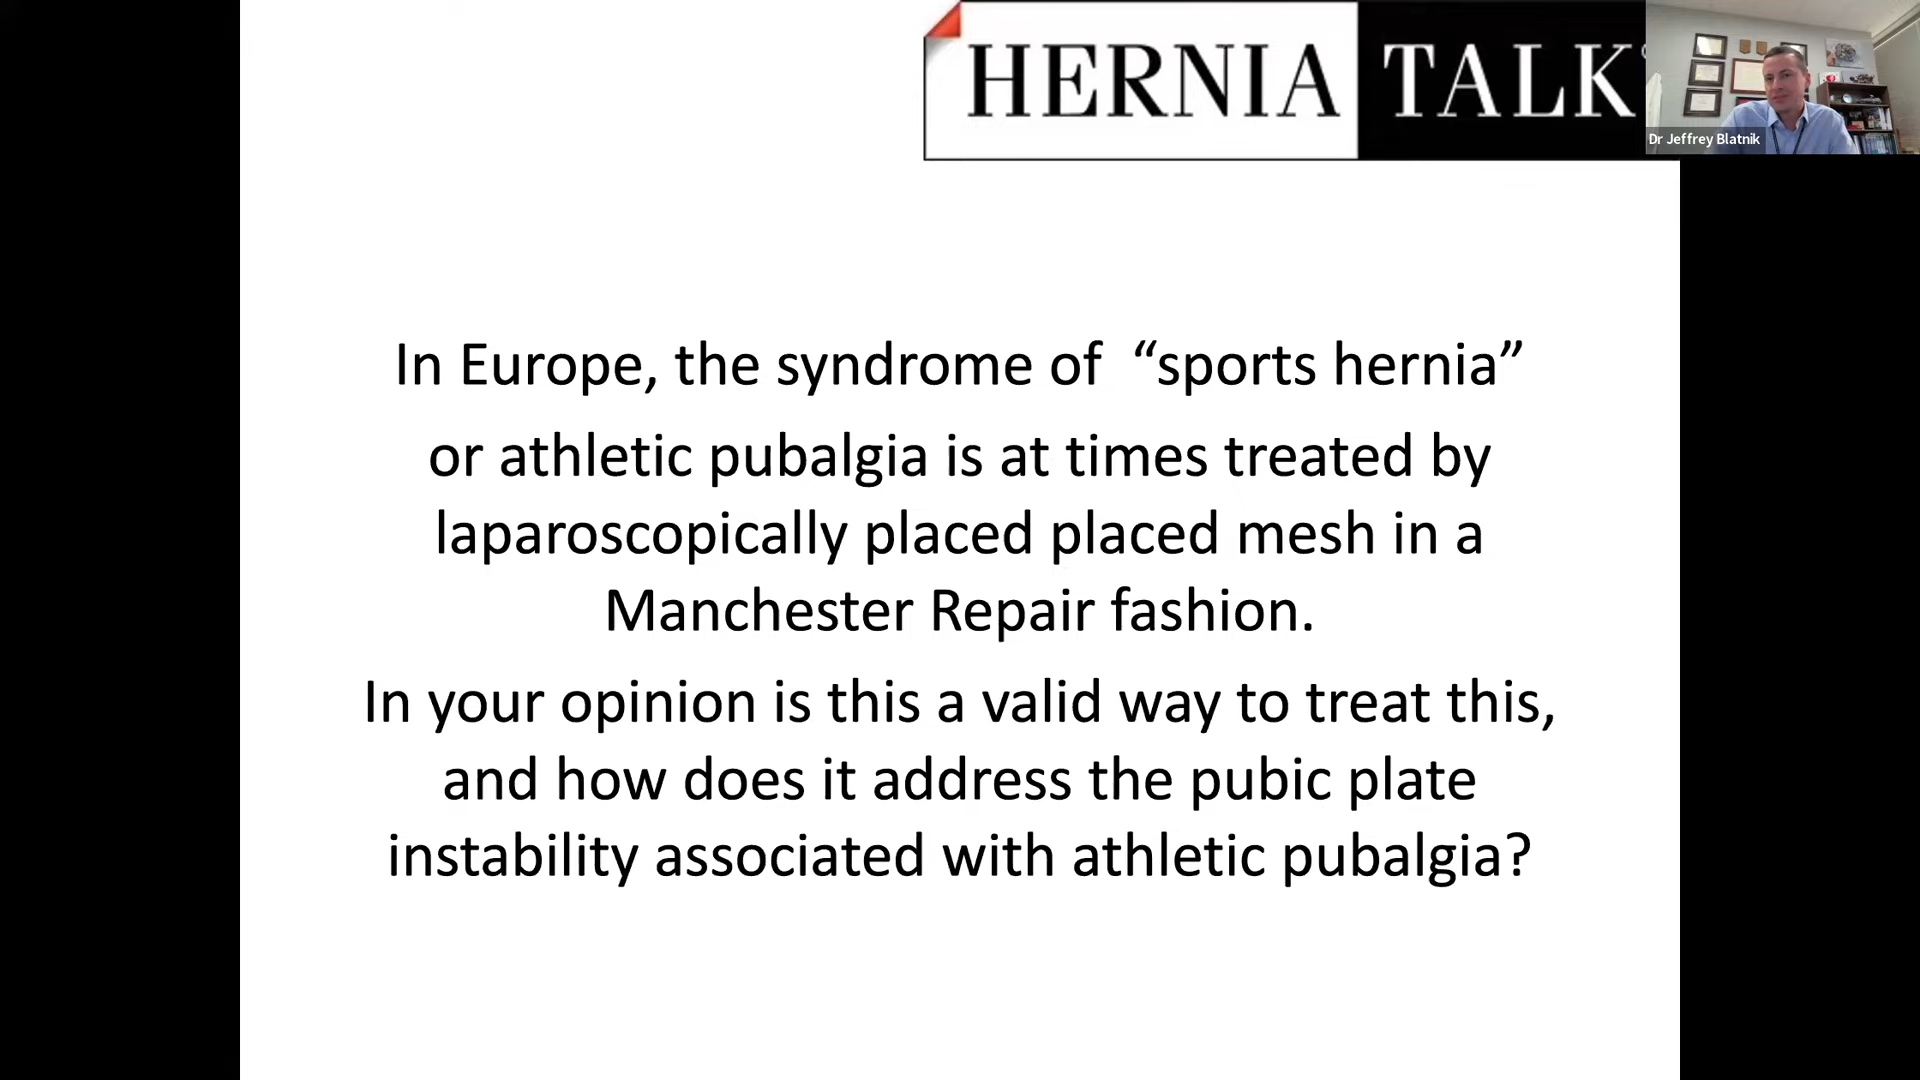 HERNIA TALK
Dr Jeffrey Blatnik
In Europe, the syndrome of “sports hernia”
or athletic pubalgia is at times treated by
laparoscopically placed placed mesh in a
Manchester Repair fashion.
In your opinion is this a valid way to treat this,
and how does it address the pubic plate
instability associated with athletic pubalgia?